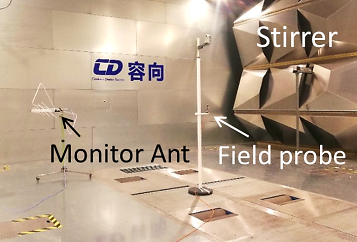 Stirrer
CD 容向
Monitor Ant
Field probe